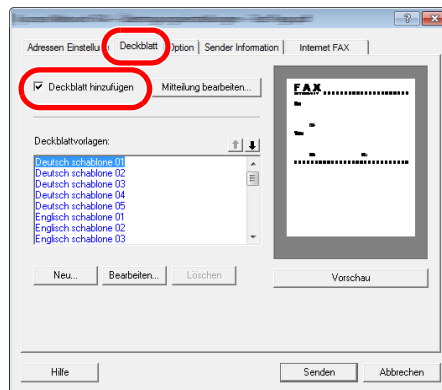 Adressen Einstellu Deckblatt Option Sender Information Internet FAX
Deckblatt hinzufügen
Mitteilung bearbeiten...
Deckblattvorlagen:
Deutsch schablone 01
Deutsch schablone 02
Deutsch schablone 03
Deutsch schablone 04
Deutsch schablone 05
Englisch schablone 01
Englisch schablone 02
Englisch schablone 03
Neu... Bearbeiten... Löschen
FAX
Vorschau
Hilfe Senden Abbrechen